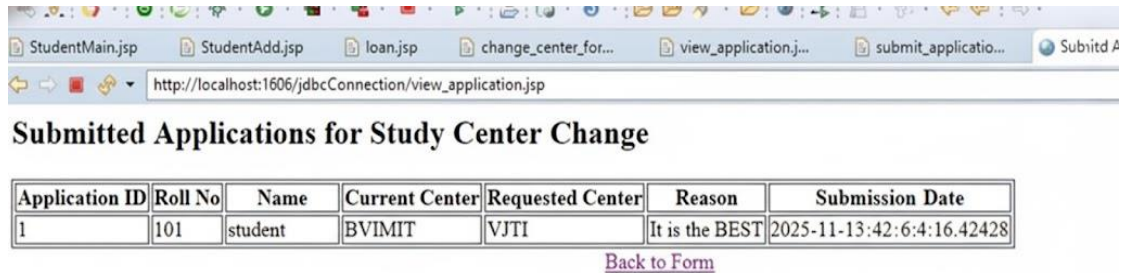 StudentMain.jsp StudentAdd.jsp loan.jsp change_center_for... view_application.j... submit_applicatio... Subnitd A
http://localhost:1606/jdbcConnection/view_application.jsp
Submitted Applications for Study Center Change
Application ID Roll No Name Current Center Requested Center Reason Submission Date
1 101 student BVIMIT VJTI It is the BEST 2025-11-13:42:6:4:16.42428
Back to Form